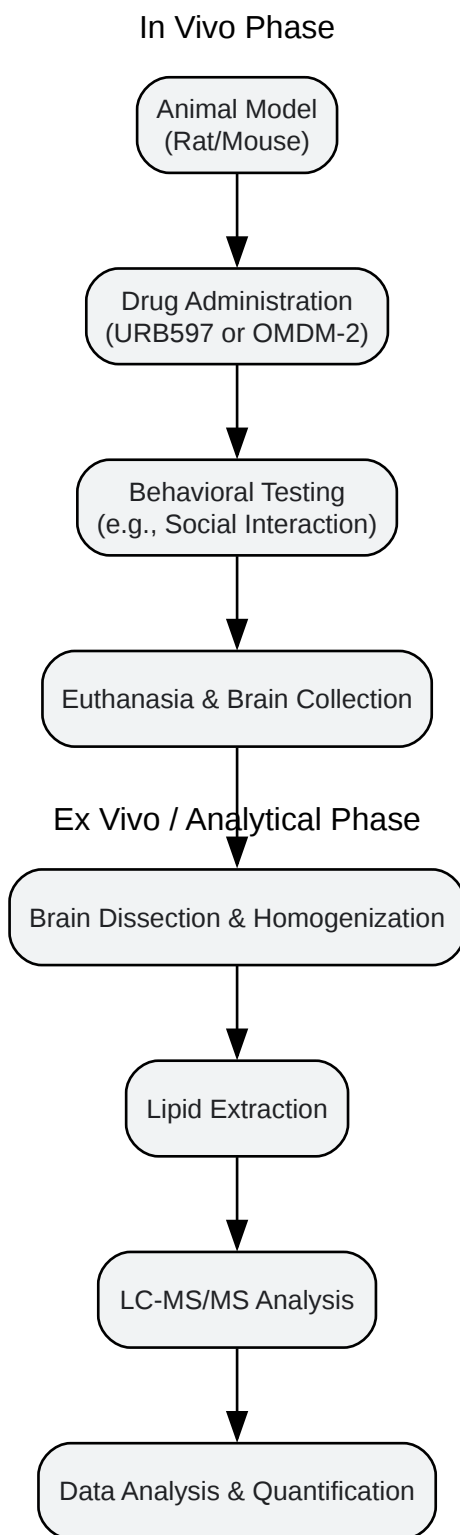 In Vivo Phase
Animal Model
(Rat/Mouse)
Drug Administration
(URB597 or OMDM-2)
Behavioral Testing
(e.g., Social Interaction)
Euthanasia & Brain Collection
Ex Vivo / Analytical Phase
Brain Dissection & Homogenization
Lipid Extraction
LC-MS/MS Analysis
Data Analysis & Quantification